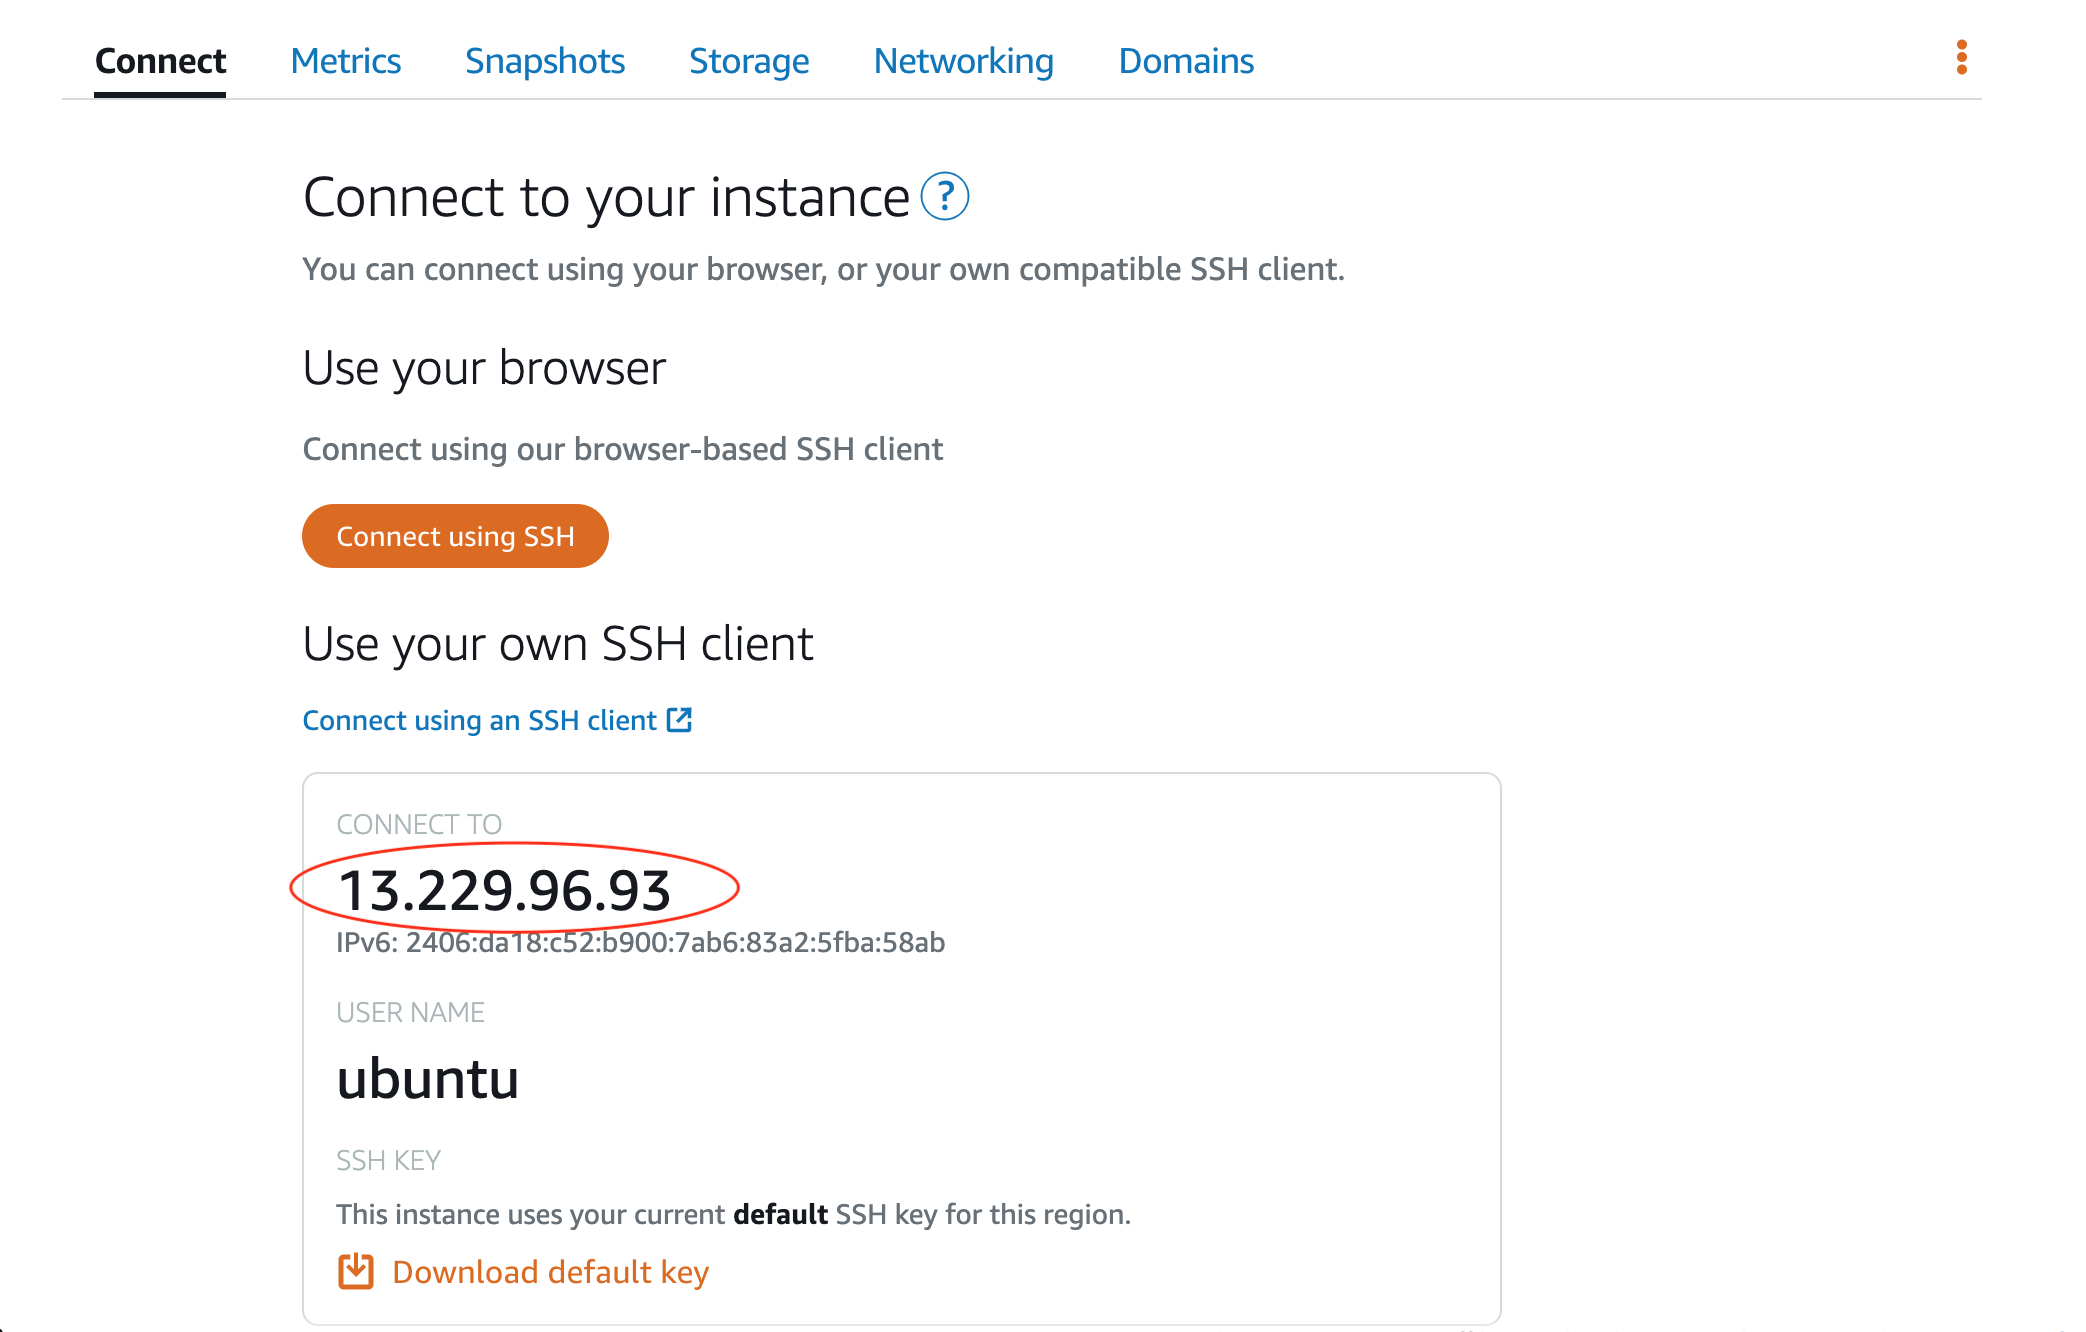 Connect Metrics Snapshots Storage Networking Domains
Connect to your instance ?
You can connect using your browser, or your own compatible SSH client.
Use your browser
Connect using our browser-based SSH client
Connect using SSH
Use your own SSH client
Connect using an SSH client
CONNECT TO
13.229.96.93
IPv6: 2406:da18:c52:b900:7ab6:83a2:5fba:58ab
USER NAME
ubuntu
SSH KEY
This instance uses your current default SSH key for this region.
Download default key